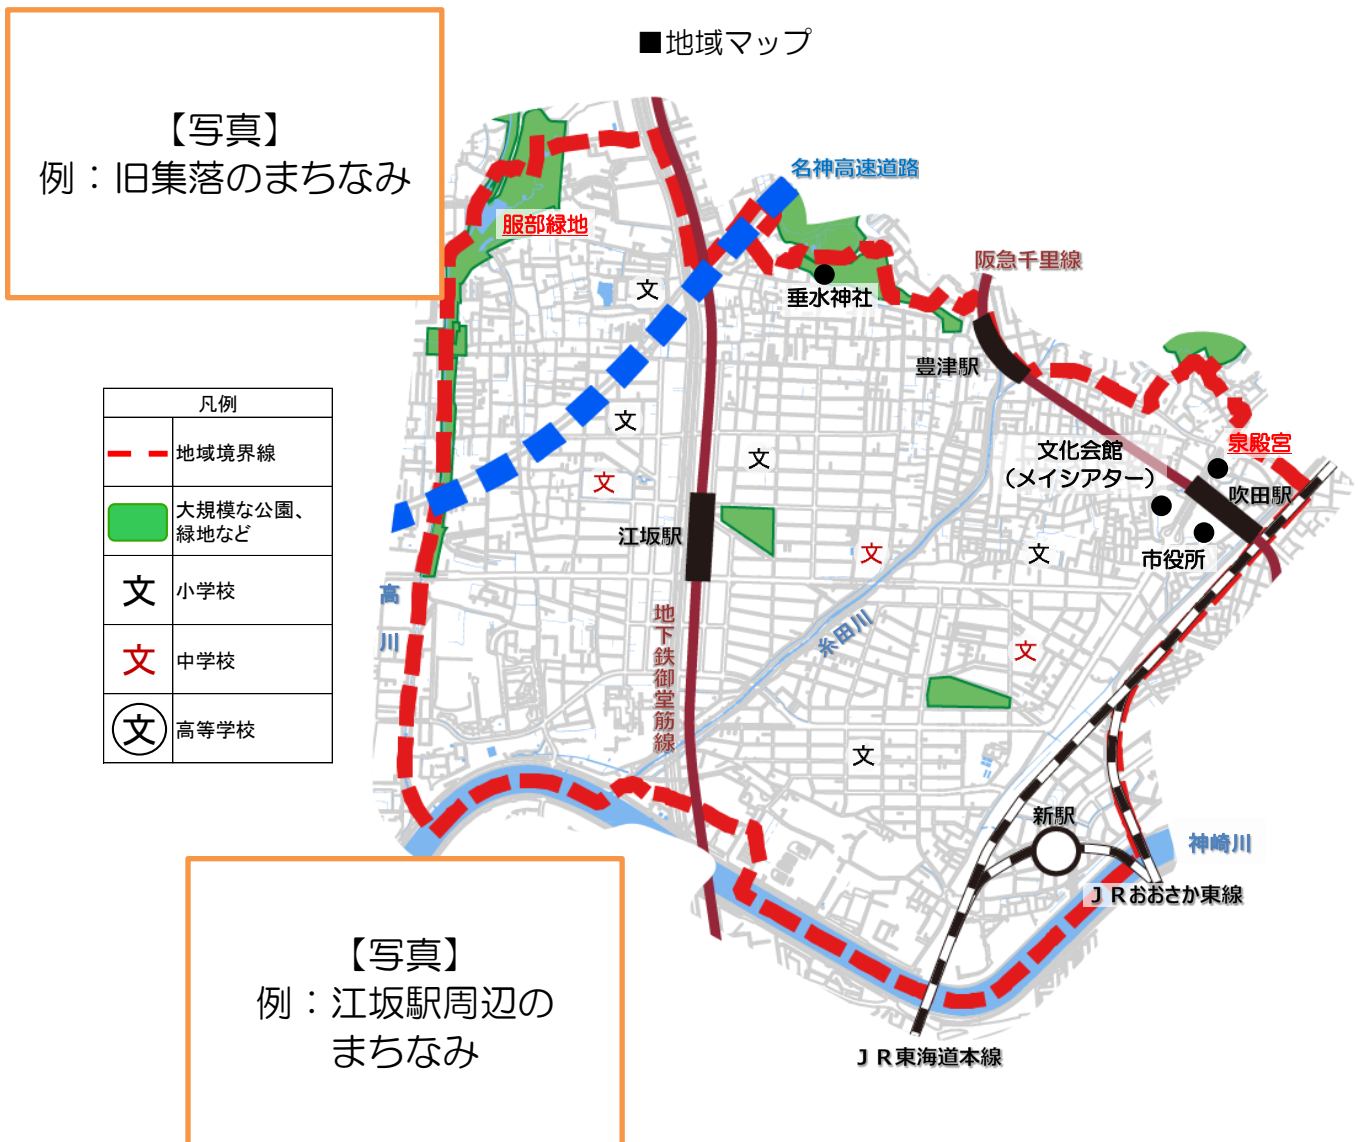 ■地域マップ
【写真】
例：旧集落のまちなみ
名神高速道路
服部緑地
阪急千里線
文
垂水神社
豊津駅
凡例
地域境界線
大規模な公園、
緑地など
文 小学校
文 中学校
文 高等学校
文
文
文
泉殿宮
文化会館
（メイシアター）
吹田駅
江坂駅
文
文
市役所
高川
地下鉄御堂筋線
糸田川
文
文
新駅
神崎川
ＪＲおおさか東線
ＪＲ東海道本線
【写真】
例：江坂駅周辺の
まちなみ